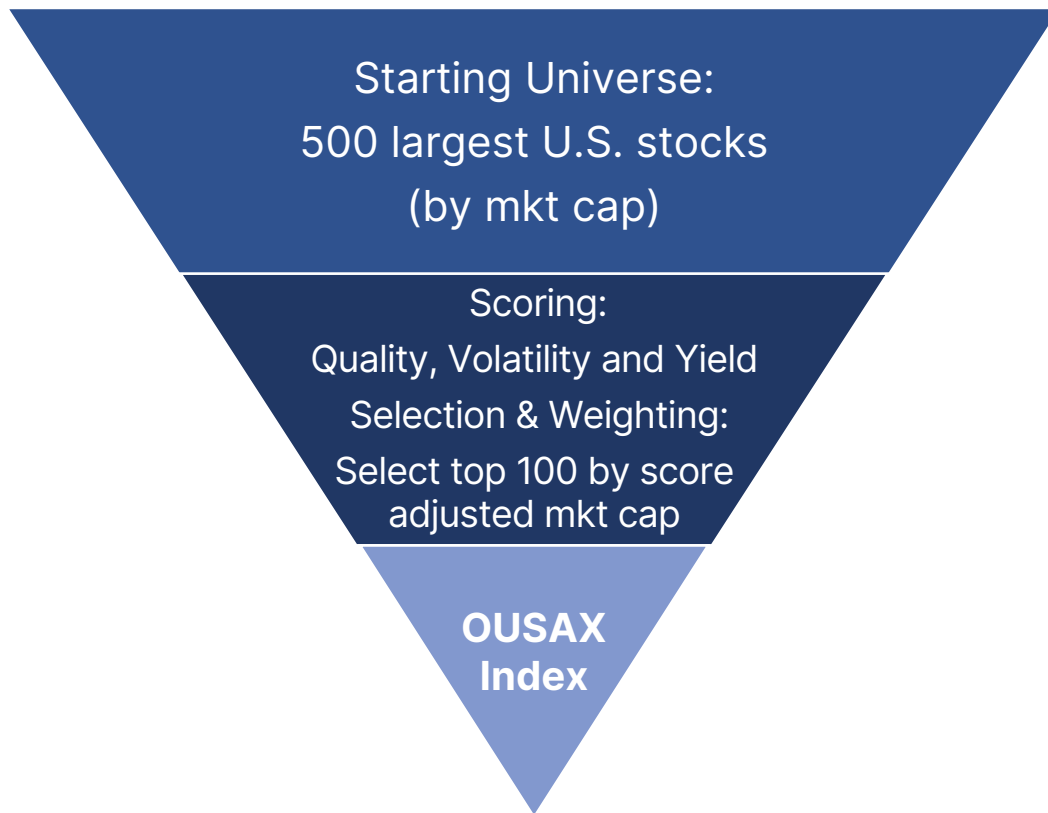 Starting Universe:
500 largest U.S. stocks
(by mkt cap)
Scoring:
Quality, Volatility and Yield
Selection & Weighting:
Select top 100 by score
adjusted mkt cap
OUSAX
Index